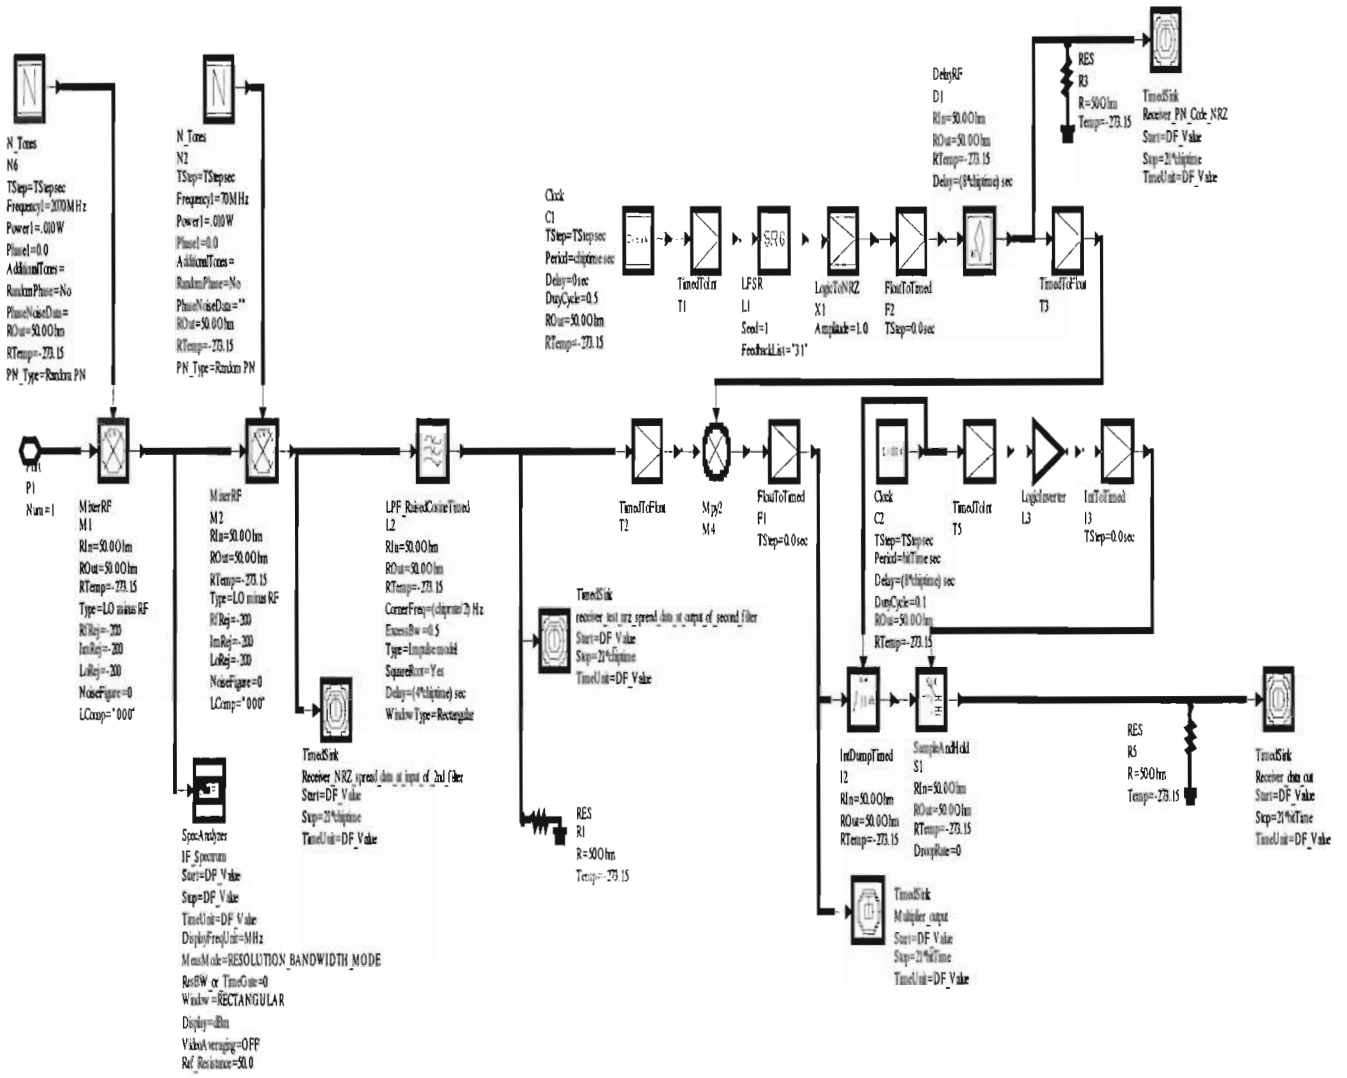 N_Tones
N6
TStep=TStepsec
Frequency1=2070MHz
Power1=.010W
Phase1=0.0
AdditionalTones=
RandomPhase=No
PhaseNoiseData=
ROut=50.0Ohm
RTemp=-273.15
PN_Type=Random PN
N_Tones
N2
TStep=TStepsec
Frequency1=70MHz
Power1=.010W
Phase1=0.0
AdditionalTones=
RandomPhase=No
PhaseNoiseData=""
ROut=50.0Ohm
RTemp=-273.15
PN_Type=Random PN
Clock
C1
TStep=TStepsec
Period=chiptime sec
Delay=0sec
DutyCycle=0.5
ROut=50.0Ohm
RTemp=-273.15
TimedToInt
T1
SRG
LFSR
L1
Seed=1
FeedbackList="31"
LogicToNRZ
X1
Amplitude=1.0
FloatToTimed
F2
TStep=0.0sec
DelayRF
D1
RIn=50.0Ohm
ROut=50.0Ohm
RTemp=-273.15
Delay=(8*chiptime) sec
TimedToFloat
T3
RES
R3
R=50Ohm
Temp=-273.15
TimedSink
Receiver_PN_Code_NRZ
Start=DF_Value
Stop=21*chiptime
TimeUnit=DF_Value
Port
P1
Num=1
MixerRF
M1
RIn=50.0Ohm
ROut=50.0Ohm
RTemp=-273.15
Type=LO minus RF
RfRej=-200
ImRej=-200
LoRej=-200
NoiseFigure=0
LComp="000"
MixerRF
M2
RIn=50.0Ohm
ROut=50.0Ohm
RTemp=-273.15
Type=LO minus RF
RfRej=-200
ImRej=-200
LoRej=-200
NoiseFigure=0
LComp="000"
LPF_RaisedCosineTimed
L2
RIn=50.0Ohm
ROut=50.0Ohm
RTemp=-273.15
CornerFreq=(chiprate/2) Hz
ExcessBw=0.5
Type=Impulse model
SquareRoot=Yes
Delay=(4*chiptime) sec
WindowType=Rectangular
TimedToFloat
T2
Mpy2
M4
FloatToTimed
F1
TStep=0.0sec
Clock
C2
TStep=TStepsec
Period=bitTime sec
Delay=(8*chiptime) sec
DutyCycle=0.1
ROut=50.0Ohm
RTemp=-273.15
TimedToInt
T5
LogicInverter
L3
IntToTimed
I3
TStep=0.0sec
TimedSink
receiver_test_nrz_spread_data_at_output_of_second_filter
Start=DF_Value
Stop=21*chiptime
TimeUnit=DF_Value
TimedSink
Receiver_NRZ_spread_data_at_input_of_2nd_filter
Start=DF_Value
Stop=21*chiptime
TimeUnit=DF_Value
RES
R1
R=50Ohm
Temp=-273.15
IntDumpTimed
I2
RIn=50.0Ohm
ROut=50.0Ohm
RTemp=-273.15
SampleAndHold
S1
RIn=50.0Ohm
ROut=50.0Ohm
RTemp=-273.15
DroopRate=0
RES
R5
R=50Ohm
Temp=-273.15
TimedSink
Receiver_data_out
Start=DF_Value
Stop=21*bitTime
TimeUnit=DF_Value
SpecAnalyzer
IF_Spectrum
Start=DF_Value
Stop=DF_Value
TimeUnit=DF_Value
DisplayFreqUnit=MHz
MeasMode=RESOLUTION_BANDWIDTH_MODE
ResBW_or_TimeGate=0
Window=RECTANGULAR
Display=dBm
VideoAveraging=OFF
Ref_Resistance=50.0
TimedSink
Multiplier_output
Start=DF_Value
Stop=21*bitTime
TimeUnit=DF_Value